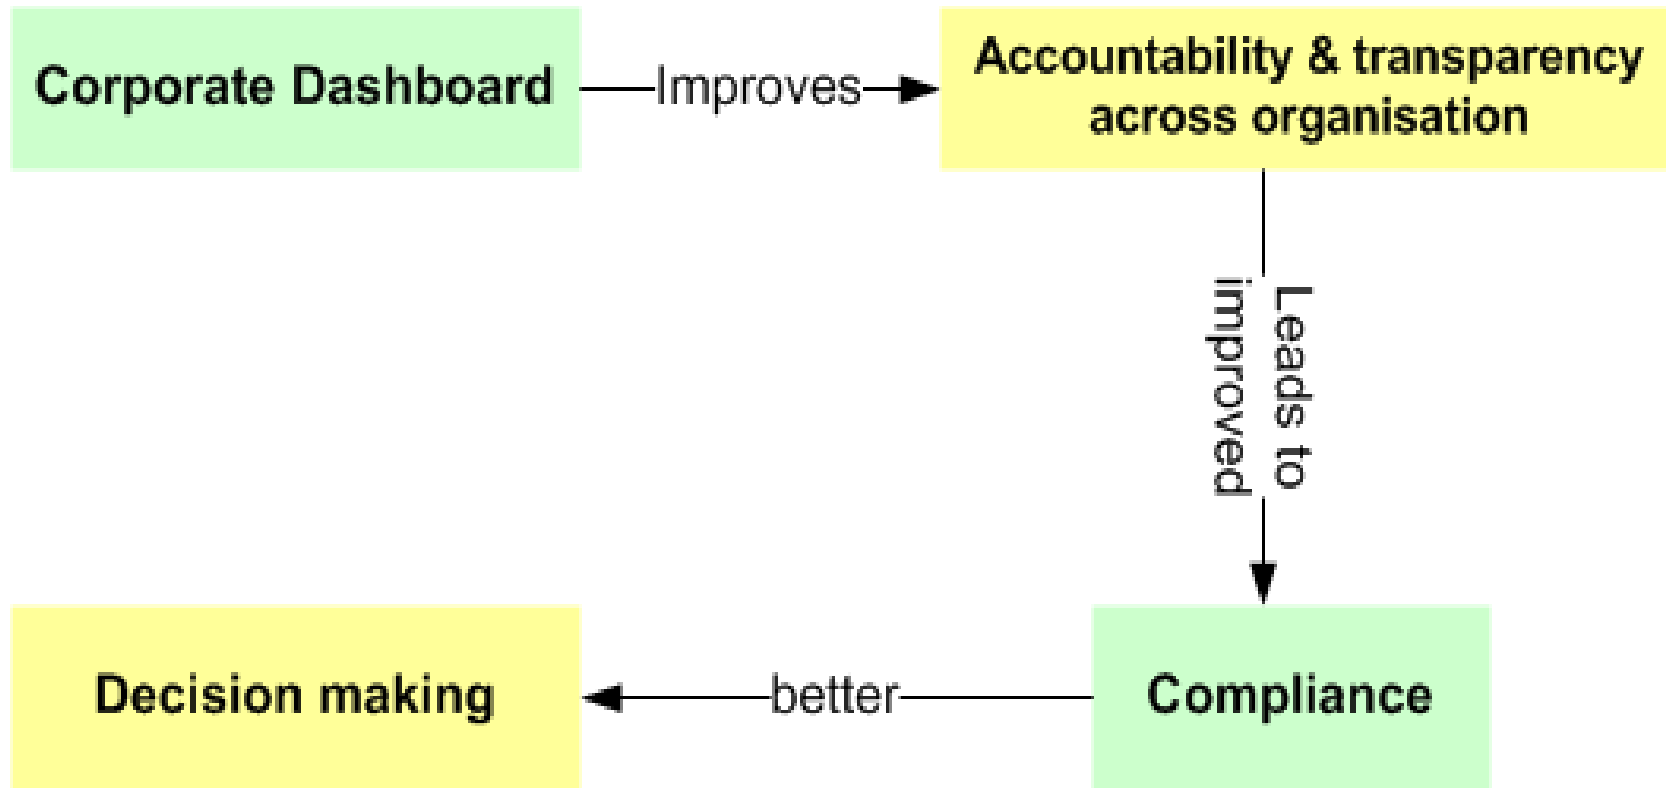 Corporate Dashboard
Improves
Accountability & transparency
across organisation
Leads to
improved
Compliance
better
Decision making